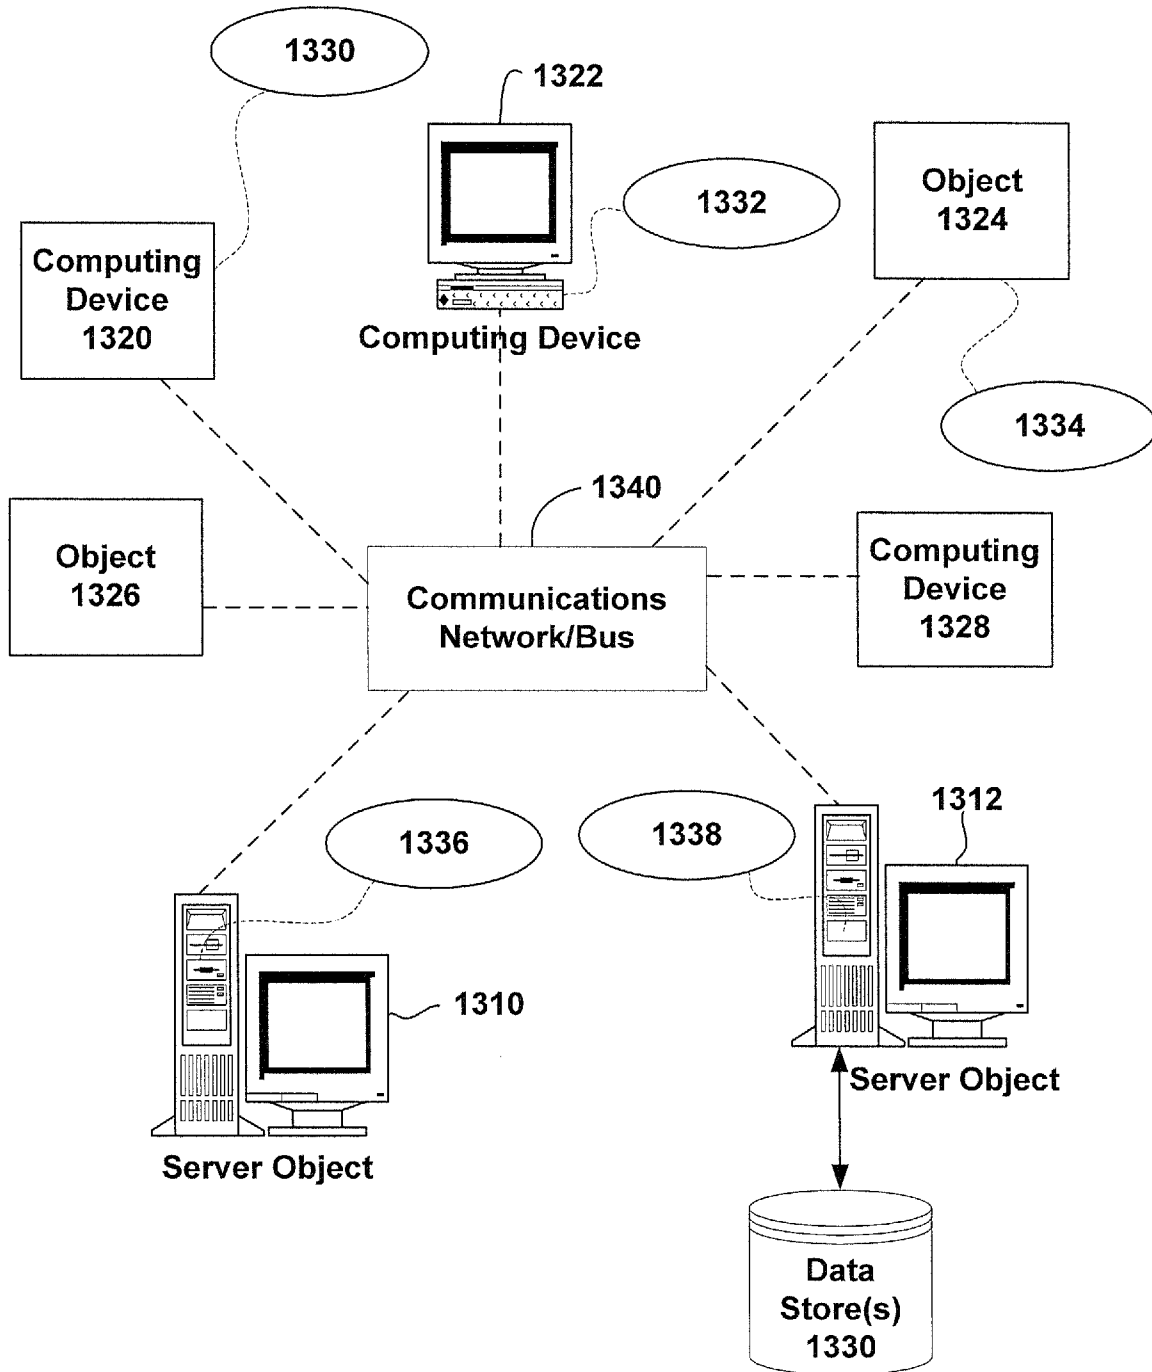 1330
1322
1332
Object
1324
Computing
Device
1320
Computing Device
1334
1340
Object
1326
Communications
Network/Bus
Computing
Device
1328
1312
1336
1338
1310
Server Object
Server Object
Data
Store(s)
1330